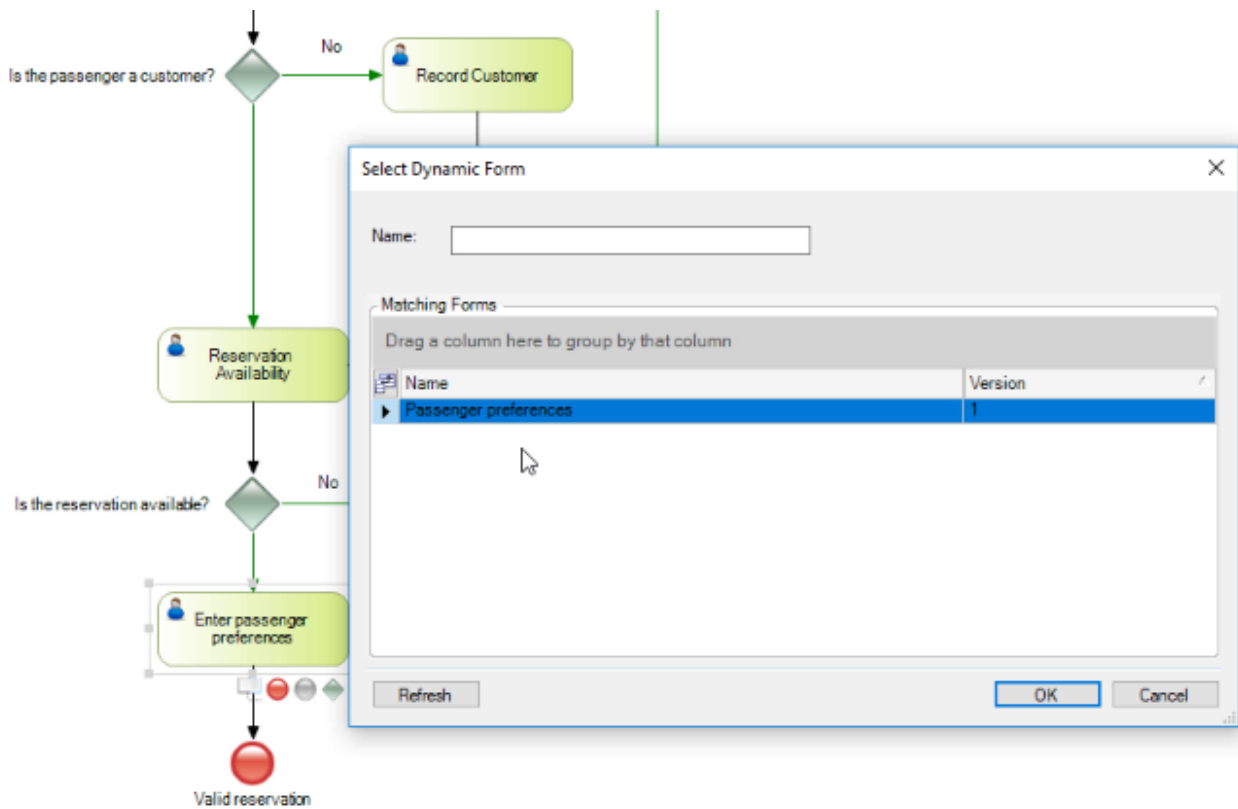 No
Is the passenger a customer?
Record Customer
Select Dynamic Form
Name:
Matching Forms
Drag a column here to group by that column
Name Version
Passenger preferences 1
Reservation
Availability
No
Is the reservation available?
Enter passenger
preferences
Refresh OK Cancel
Valid reservation